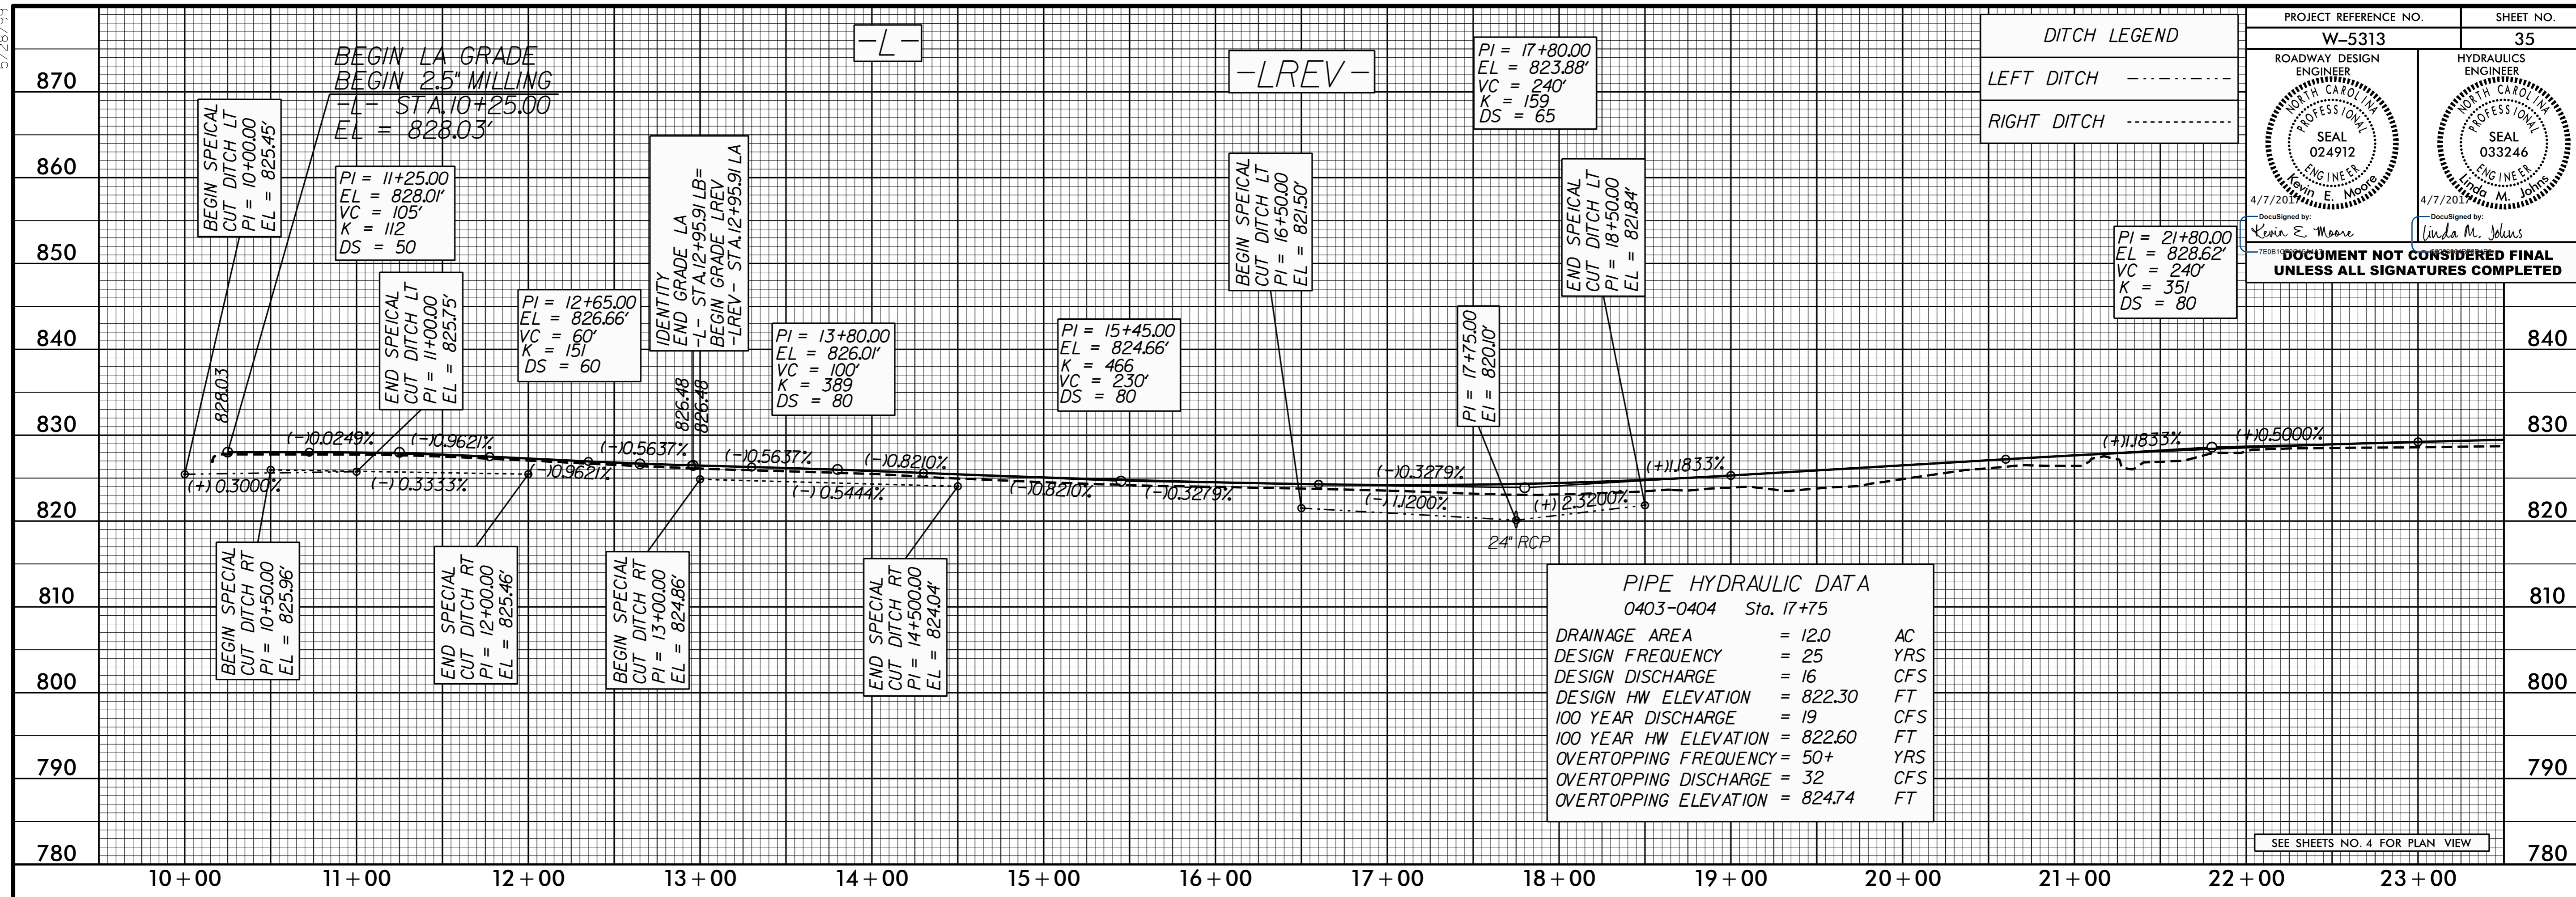 5/28/99
-L-
-LREV-
BEGIN LA GRADE
BEGIN 2.5" MILLING
-L- STA.10+25.00
EL = 828.03'
BEGIN SPEICAL
CUT DITCH LT
PI = 10+00.00
EL = 825.45'
PI = 11+25.00
EL = 828.01'
VC = 105'
K = 112
DS = 50
END SPEICAL
CUT DITCH LT
PI = 11+00.00
EL = 825.75'
PI = 12+65.00
EL = 826.66'
VC = 60'
K = 151
DS = 60
IDENTITY
END GRADE LA
-L- STA.12+95.91 LB=
BEGIN GRADE LREV
-LREV- STA.12+95.91 LA
PI = 13+80.00
EL = 826.01'
VC = 100'
K = 389
DS = 80
PI = 15+45.00
EL = 824.66'
K = 466
VC = 230'
DS = 80
BEGIN SPEICAL
CUT DITCH LT
PI = 16+50.00
EL = 821.50'
PI = 17+80.00
EL = 823.88'
VC = 240'
K = 159
DS = 65
PI = 17+75.00
El = 820.10'
END SPEICAL
CUT DITCH LT
PI = 18+50.00
EL = 821.84'
PI = 21+80.00
EL = 828.62'
VC = 240'
K = 351
DS = 80
DITCH LEGEND
LEFT DITCH
RIGHT DITCH
PROJECT REFERENCE NO.
SHEET NO.
W-5313
35
ROADWAY DESIGN
ENGINEER
HYDRAULICS
ENGINEER
NORTH CAROLINA
PROFESSIONAL
SEAL
024912
ENGINEER
Kevin E. Moore
NORTH CAROLINA
PROFESSIONAL
SEAL
033246
ENGINEER
Linda M. Johns
4/7/2017
4/7/2017
DocuSigned by:
Kevin E Moore
DocuSigned by:
Linda M. Johns
DOCUMENT NOT CONSIDERED FINAL
UNLESS ALL SIGNATURES COMPLETED
870
860
850
840
830
820
810
800
790
780
840
830
820
810
800
790
780
828.03
826.48
826.48
(-)0.0249%
(-)0.9621%
(-)0.5637%
(-)0.5637%
(-)0.8210%
(-)0.3279%
(+)1.1833%
(+)1.1833%
(+)0.5000%
(+) 0.3000%
(-) 0.3333%
(-)0.9621%
(-) 0.5444%
(-)0.8210%
(-)0.3279%
(-) 1.1200%
(+) 2.3200%
24" RCP
BEGIN SPECIAL
CUT DITCH RT
PI = 10+50.00
EL = 825.96'
END SPECIAL
CUT DITCH RT
PI = 12+00.00
EL = 825.46'
BEGIN SPECIAL
CUT DITCH RT
PI = 13+00.00
EL = 824.86'
END SPECIAL
CUT DITCH RT
PI = 14+500.00
EL = 824.04'
PIPE HYDRAULIC DATA
0403-0404 Sta. 17+75
DRAINAGE AREA = 12.0 AC
DESIGN FREQUENCY = 25 YRS
DESIGN DISCHARGE = 16 CFS
DESIGN HW ELEVATION = 822.30 FT
100 YEAR DISCHARGE = 19 CFS
100 YEAR HW ELEVATION = 822.60 FT
OVERTOPPING FREQUENCY = 50+ YRS
OVERTOPPING DISCHARGE = 32 CFS
OVERTOPPING ELEVATION = 824.74 FT
SEE SHEETS NO. 4 FOR PLAN VIEW
10+00 11+00 12+00 13+00 14+00 15+00 16+00 17+00 18+00 19+00 20+00 21+00 22+00 23+00